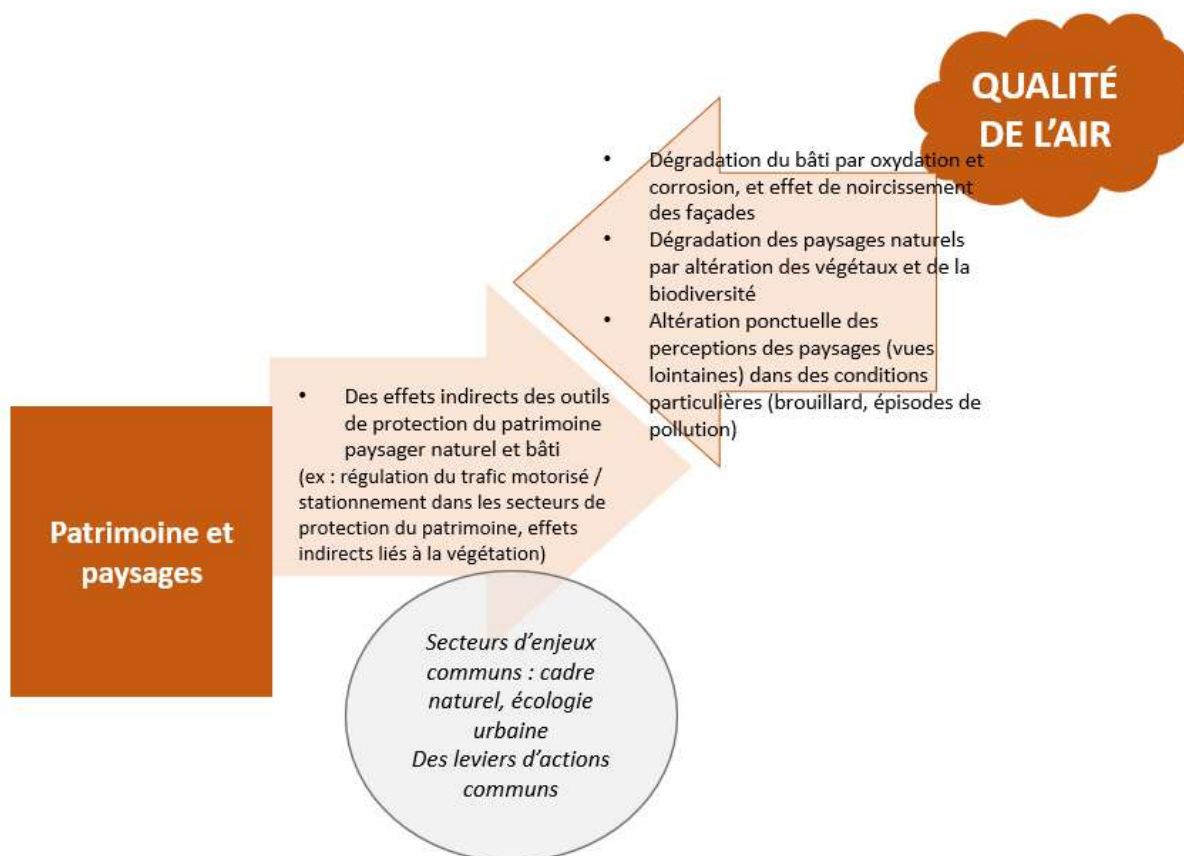 QUALITÉ
DE L’AIR
• Dégradation du bâti par oxydation et
corrosion, et effet de noircissement
des façades
• Dégradation des paysages naturels
par altération des végétaux et de la
biodiversité
• Altération ponctuelle des
perceptions des paysages (vues
lointaines) dans des conditions
particulières (brouillard, épisodes de
pollution)
• Des effets indirects des outils
de protection du patrimoine
paysager naturel et bâti
(ex : régulation du trafic motorisé /
stationnement dans les secteurs de
protection du patrimoine, effets
indirects liés à la végétation)
Patrimoine et
paysages
Secteurs d’enjeux
communs : cadre
naturel, écologie
urbaine
Des leviers d’actions
communs